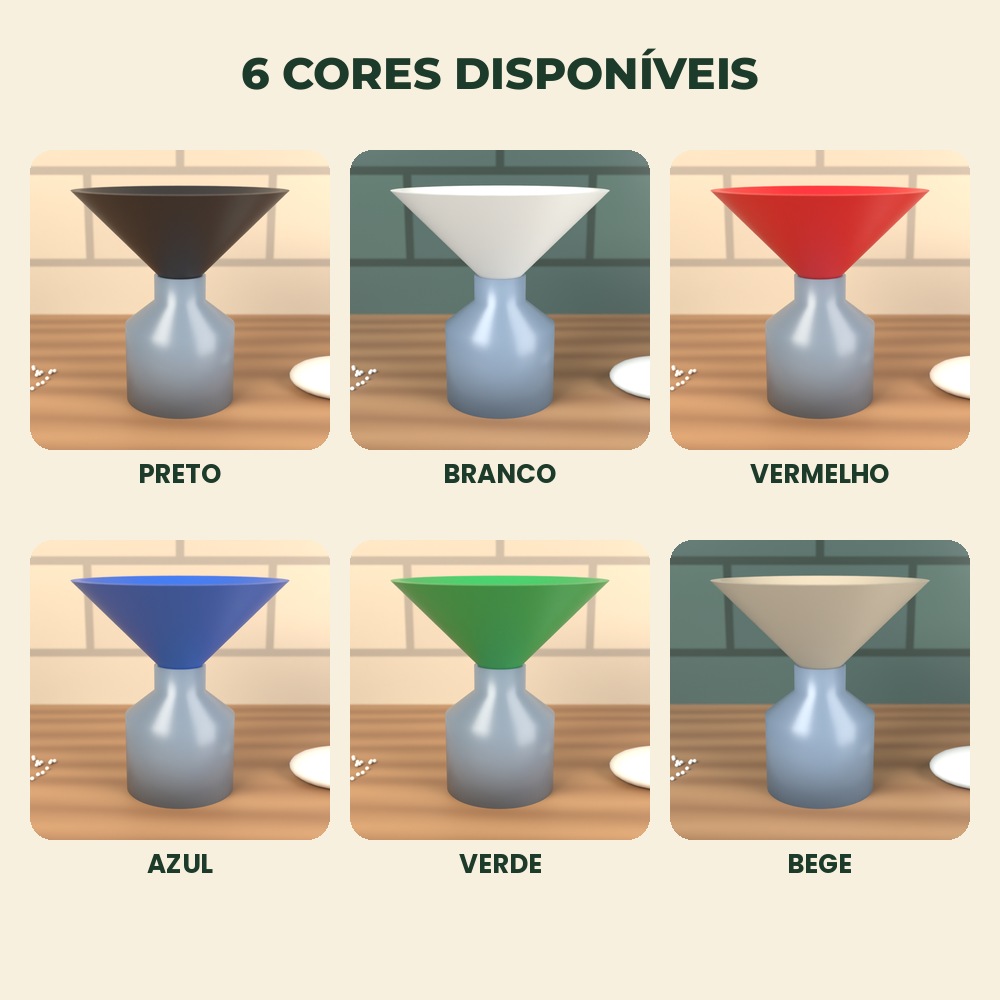 6 CORES DISPONÍVEIS
PRETO
BRANCO
VERMELHO
AZUL
VERDE
BEGE